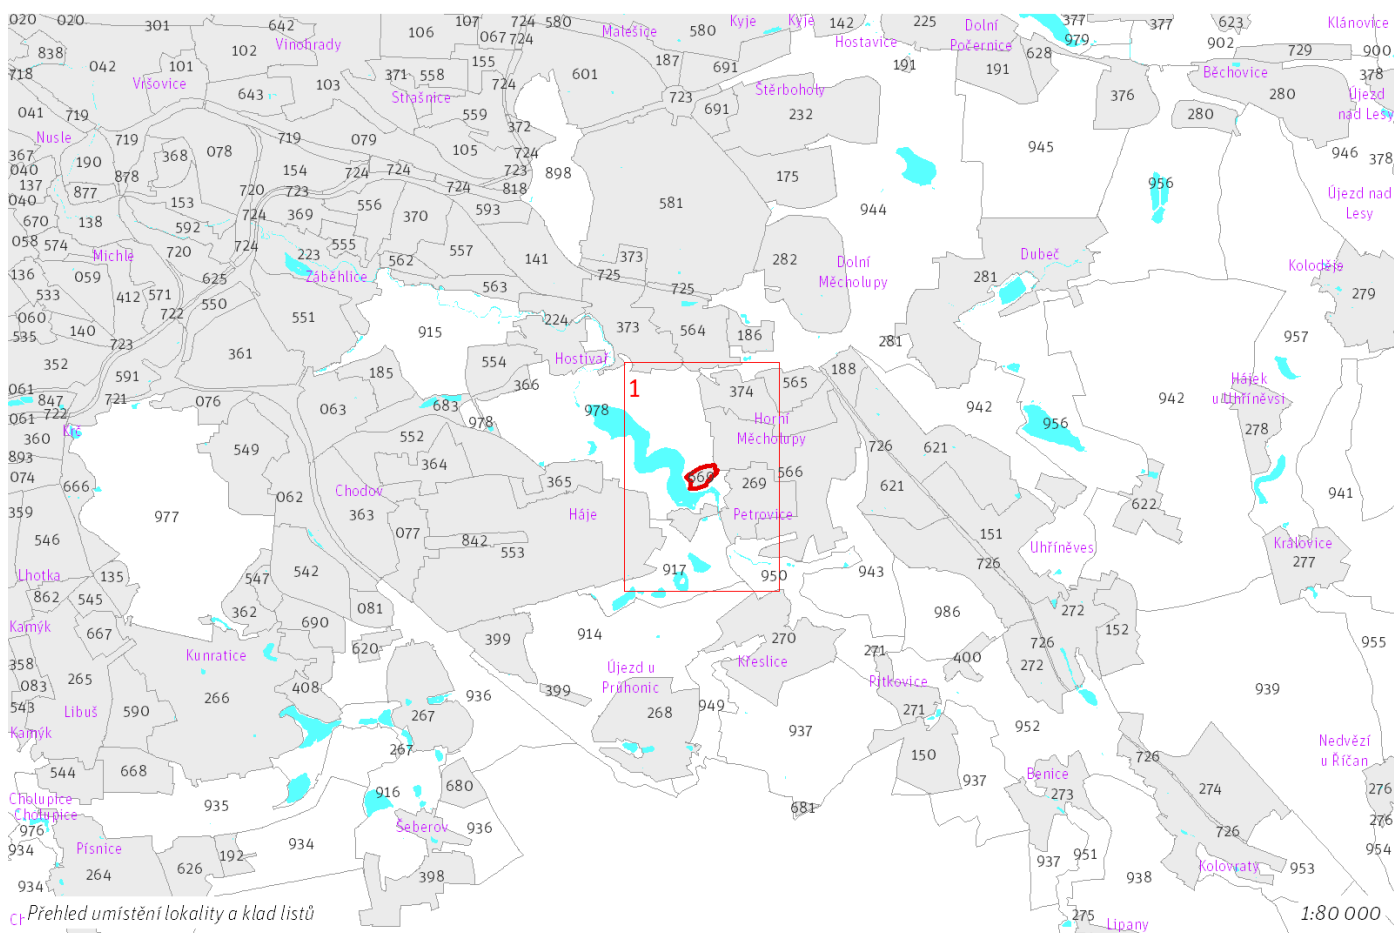 020 020 301 642 107 724 580 Kyje Kyje 142 225 Dolní 377 377 623 Klánovice
838 102 Vinohrady 106 067 724 Malešice 580 Hostavice Počernice 979 902 729 900
718 042 101 103 371 558 155 601 187 691 191 191 628 Běchovice 378
Vršovice 643 Strašnice 724 723 691 Štěrboholy 376 280 Újezd
041 719 559 372 232 280 nad Lesy
Nusle 719 719 079 105 724 945 946 378
367 190 368 078 154 724 724 723 898 175 956
040 137 877 878 720 723 724 818 581 944 Újezd nad
040 153 369 556 370 593 Lesy
670 138 592 724 555
058 574 Michle 720 724 223 562 557 141 373 282 Dolní Dubeč Koloděje
136 059 625 Záběhlice 563 725 725 Měcholupy 281 279
533 412 571 550
060 140 722 551 915 224 373 564 186 957
535 723 361 281
352 591 185 554 Hostivař
061 847 721 076 063 683 366 1 374 565 188 942 942 Hájek
061 722 978 978 Horní u Uhříněvsi
360 Krč 549 552 Měcholupy 726 621 956 278
893 364
074 666 062 Chodov 365 669 269 566 621 941
359 977 363 Háje Petrovice 622
546 077 842 553 151 Uhříněves Královice
Lhotka 135 547 542 917 950 943 726 277
862 545 362 081 986 272
Kamýk 667 690 399 914 270 726 152 955
358 Kunratice 620 Křeslice 271 400 272
083 265 266 408 399 Újezd u Pitkovice 939
543 Libuš 590 936 Průhonic 949 271
Kamýk 267 268 937 952 Nedvězí
267 150 726 u Říčan
544 668 680 937 Benice
Cholupice 935 916 681 273 274 276
Cholupice
976 Šeberov 936 726 276
934 Písnice 192 934 937 951 954
934 264 626 398 938 Kolovraty 953
Přehled umístění lokality a klad listů 275 Lipany 1:80 000